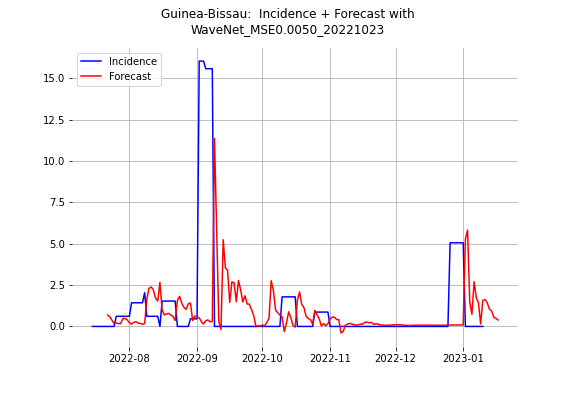 Guinea-Bissau:  Incidence + Forecast with
WaveNet_MSE0.0050_20221023
Incidence
Forecast
15.0
12.5
10.0
7.5
5.0
2.5
0.0
2022-08 2022-09 2022-10 2022-11 2022-12 2023-01